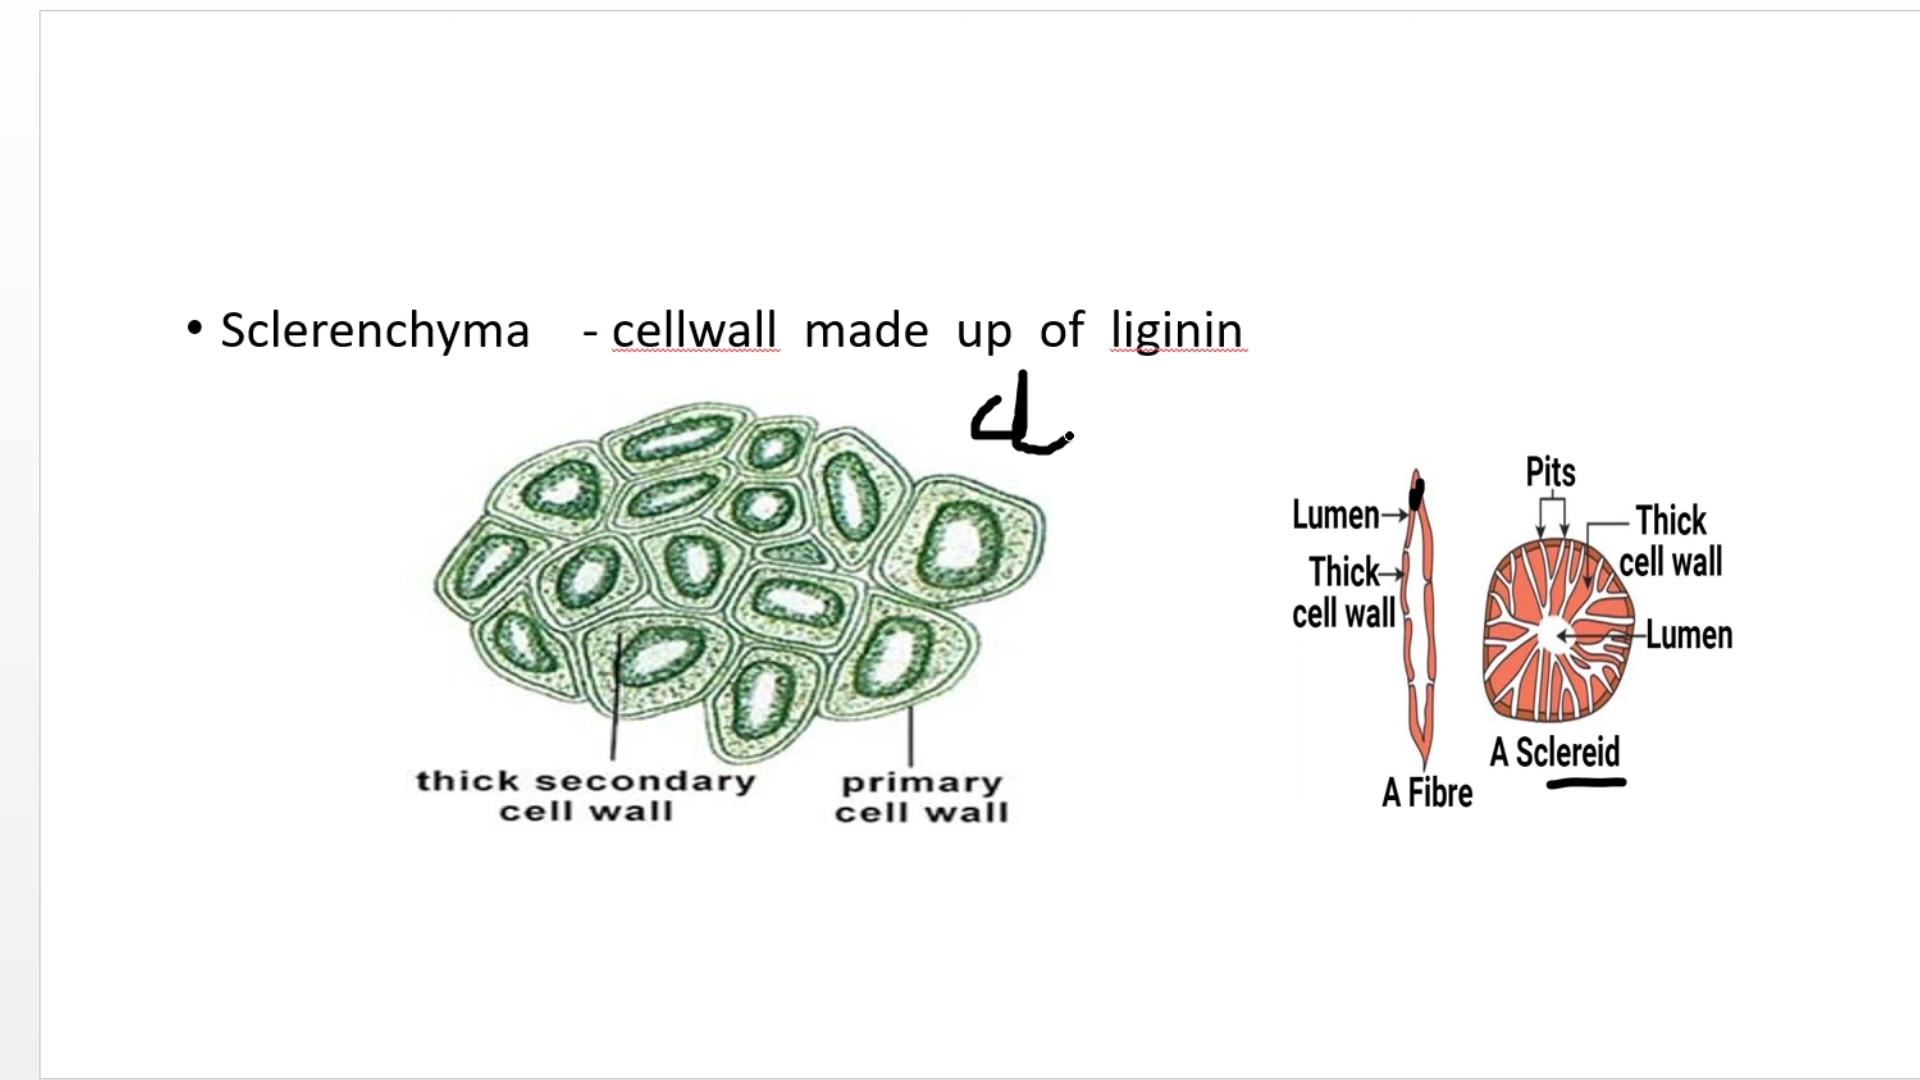 • Sclerenchyma - cellwall made up of liginin
d
thick secondary
cell wall
primary
cell wall
Lumen
Thick
cell wall
A Fibre
Pits
Thick
cell wall
Lumen
A Sclereid